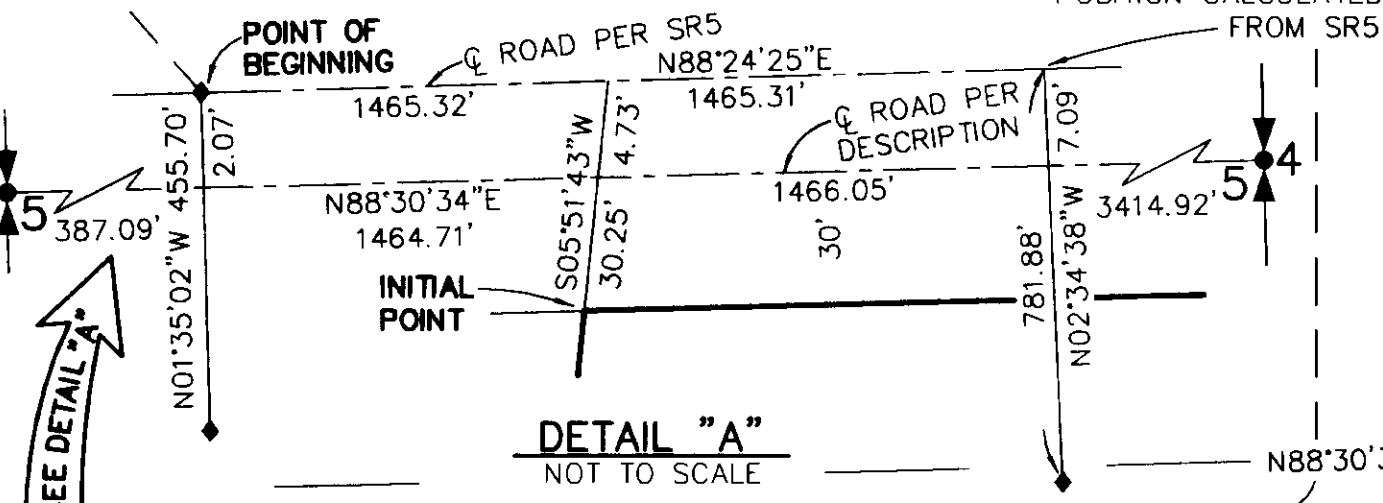 POINT OF
BEGINNING
℄ ROAD PER SR5
N88°24'25"E
FROM SR5
1465.32'
1465.31'
℄ ROAD PER
DESCRIPTION
2.07'
4.73'
7.09'
5
387.09'
N01°35'02"W 455.70'
N88°30'34"E
1464.71'
S05°51'43"W
30.25'
1466.05'
30'
3414.92'
5
4
781.88'
N02°34'38"W
INITIAL
POINT
SEE DETAIL "A"
DETAIL "A"
NOT TO SCALE
N88°30'